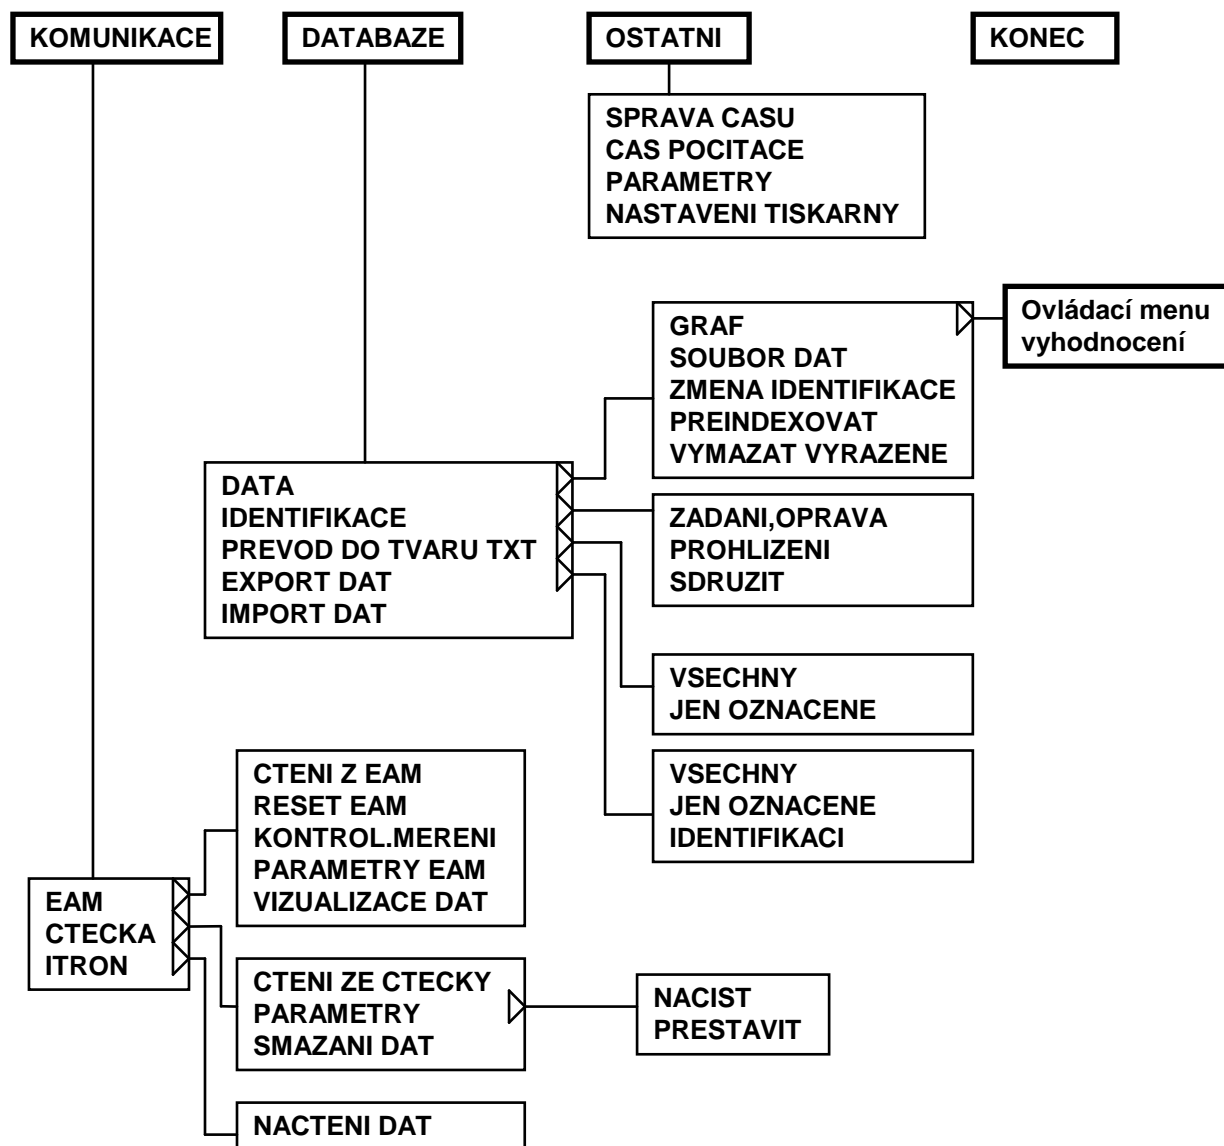 KOMUNIKACE
DATABAZE
OSTATNI
KONEC
SPRAVA CASU
CAS POCITACE
PARAMETRY
NASTAVENI TISKARNY
GRAF
SOUBOR DAT
ZMENA IDENTIFIKACE
PREINDEXOVAT
VYMAZAT VYRAZENE
Ovládací menu
vyhodnocení
DATA
IDENTIFIKACE
PREVOD DO TVARU TXT
EXPORT DAT
IMPORT DAT
ZADANI,OPRAVA
PROHLIZENI
SDRUZIT
VSECHNY
JEN OZNACENE
VSECHNY
JEN OZNACENE
IDENTIFIKACI
CTENI Z EAM
RESET EAM
KONTROL.MERENI
PARAMETRY EAM
VIZUALIZACE DAT
EAM
CTECKA
ITRON
CTENI ZE CTECKY
PARAMETRY
SMAZANI DAT
NACIST
PRESTAVIT
NACTENI DAT